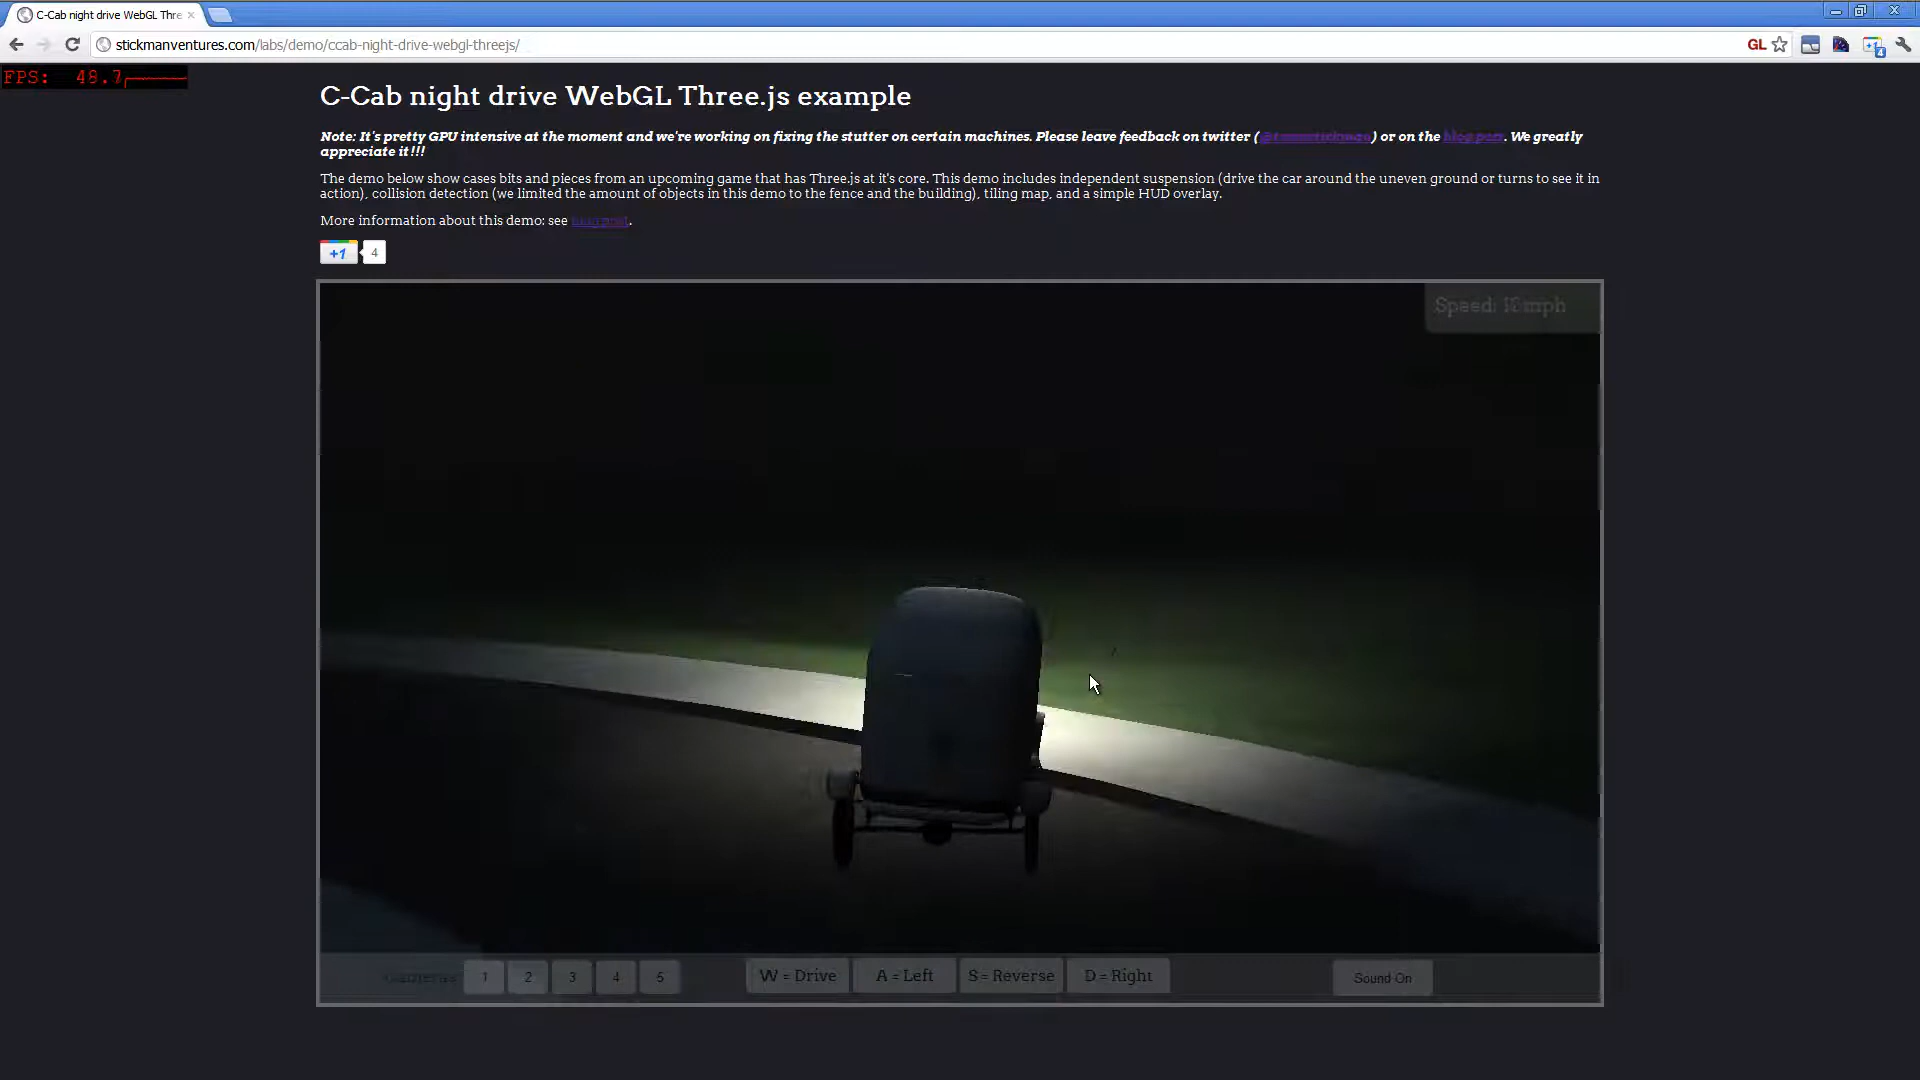 C-Cab night drive WebGL Thre
stickmanventures.com/labs/demo/ccab-night-drive-webgl-threejs/
GL
4
FPS: 48.7
C-Cab night drive WebGL Three.js example
Note: It's pretty GPU intensive at the moment and we're working on fixing the stutter on certain machines. Please leave feedback on twitter ( ) or on the . We greatly
appreciate it!!!
The demo below show cases bits and pieces from an upcoming game that has Three.js at it's core. This demo includes independent suspension (drive the car around the uneven ground or turns to see it in
action), collision detection (we limited the amount of objects in this demo to the fence and the building), tiling map, and a simple HUD overlay.
More information about this demo: see blog post.
+1 4
Speed: mph
1 2 3 4 5 W = Drive A = Left S = Reverse D = Right Sound On